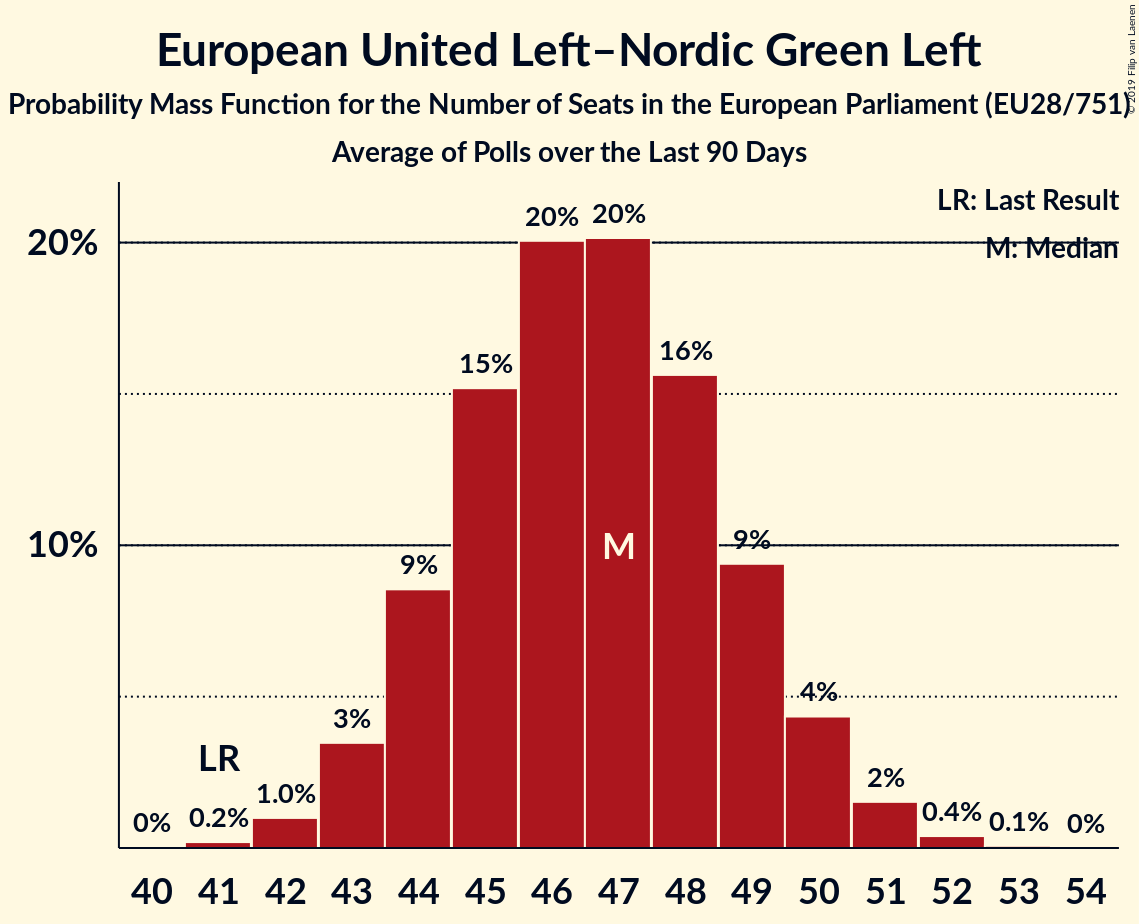 European United Left–Nordic Green Left
Probability Mass Function for the Number of Seats in the European Parliament (EU28/751)
Average of Polls over the Last 90 Days
© 2019 Filip van Laenen
LR: Last Result
M: Median
20%
10%
0%
0.2%
1.0%
3%
9%
15%
20%
20%
16%
9%
4%
2%
0.4%
0.1%
0%
LR
M
40 41 42 43 44 45 46 47 48 49 50 51 52 53 54